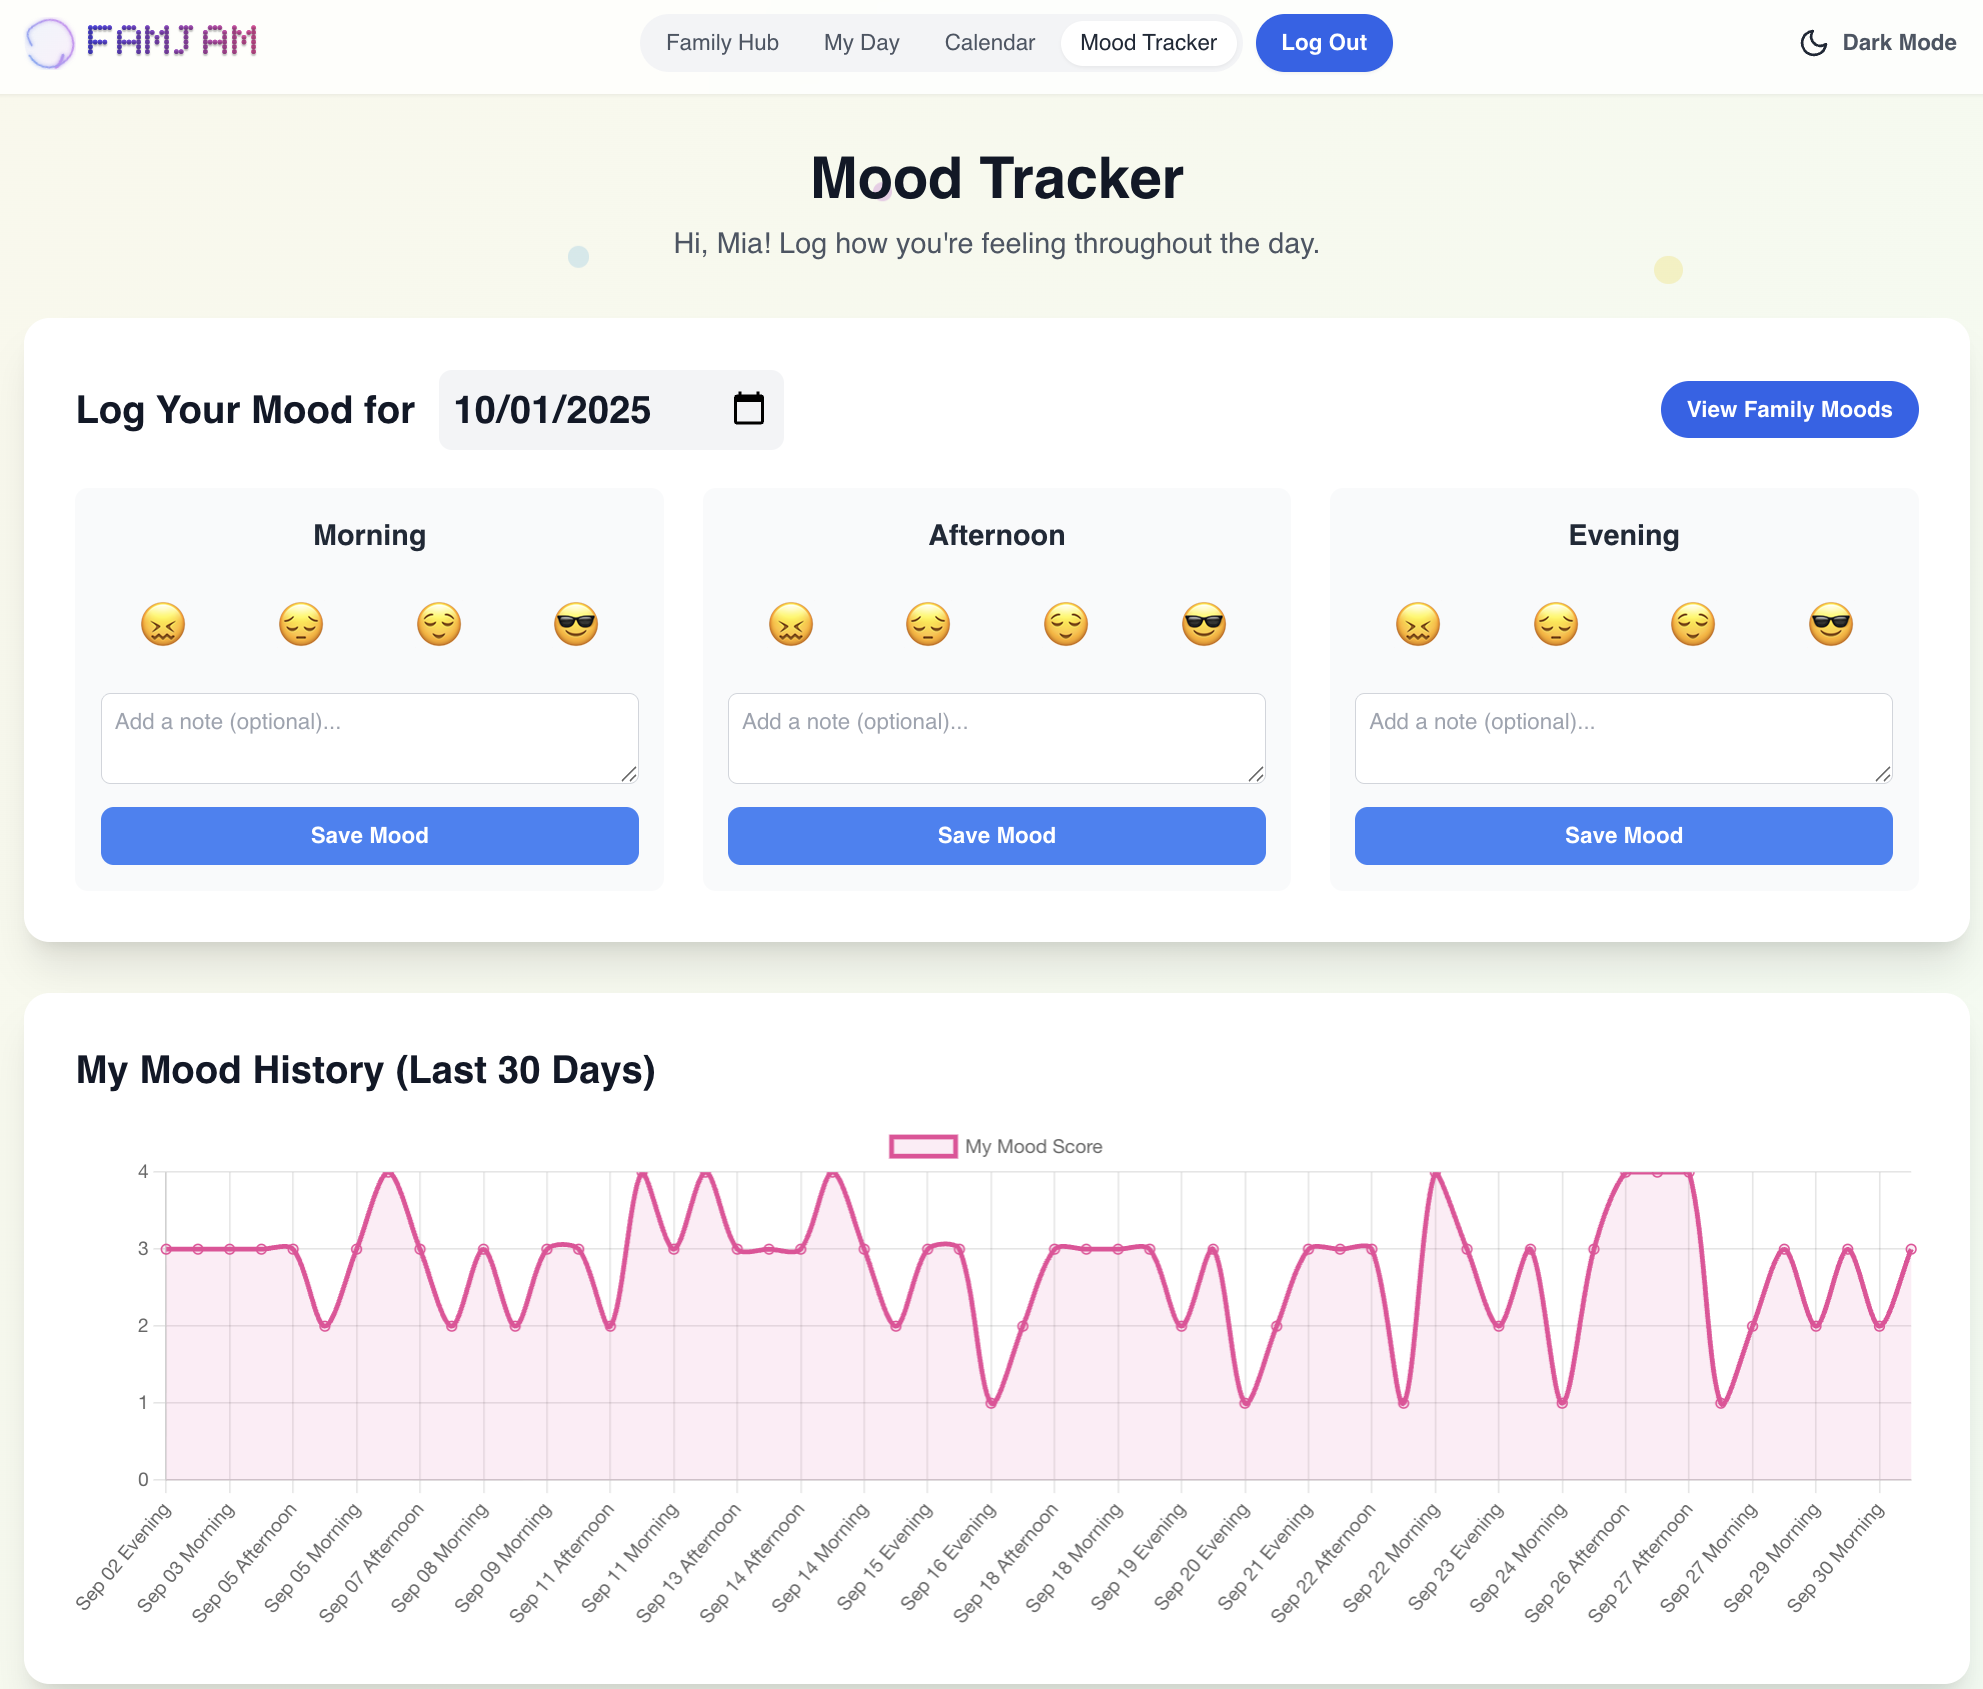 FAMJAM
Family Hub
My Day
Calendar
Mood Tracker
Log Out
Dark Mode
Mood Tracker
Hi, Mia! Log how you're feeling throughout the day.
Log Your Mood for
10/01/2025
View Family Moods
Morning
Afternoon
Evening
Add a note (optional)...
Add a note (optional)...
Add a note (optional)...
Save Mood
Save Mood
Save Mood
My Mood History (Last 30 Days)
My Mood Score
4
3
2
1
0
Sep 02 Evening
Sep 03 Morning
Sep 05 Afternoon
Sep 05 Morning
Sep 07 Afternoon
Sep 08 Morning
Sep 09 Morning
Sep 11 Afternoon
Sep 11 Morning
Sep 13 Afternoon
Sep 14 Afternoon
Sep 14 Morning
Sep 15 Evening
Sep 16 Evening
Sep 18 Afternoon
Sep 18 Morning
Sep 19 Evening
Sep 20 Evening
Sep 21 Evening
Sep 22 Afternoon
Sep 22 Morning
Sep 23 Evening
Sep 24 Morning
Sep 26 Afternoon
Sep 27 Afternoon
Sep 27 Morning
Sep 29 Morning
Sep 30 Morning